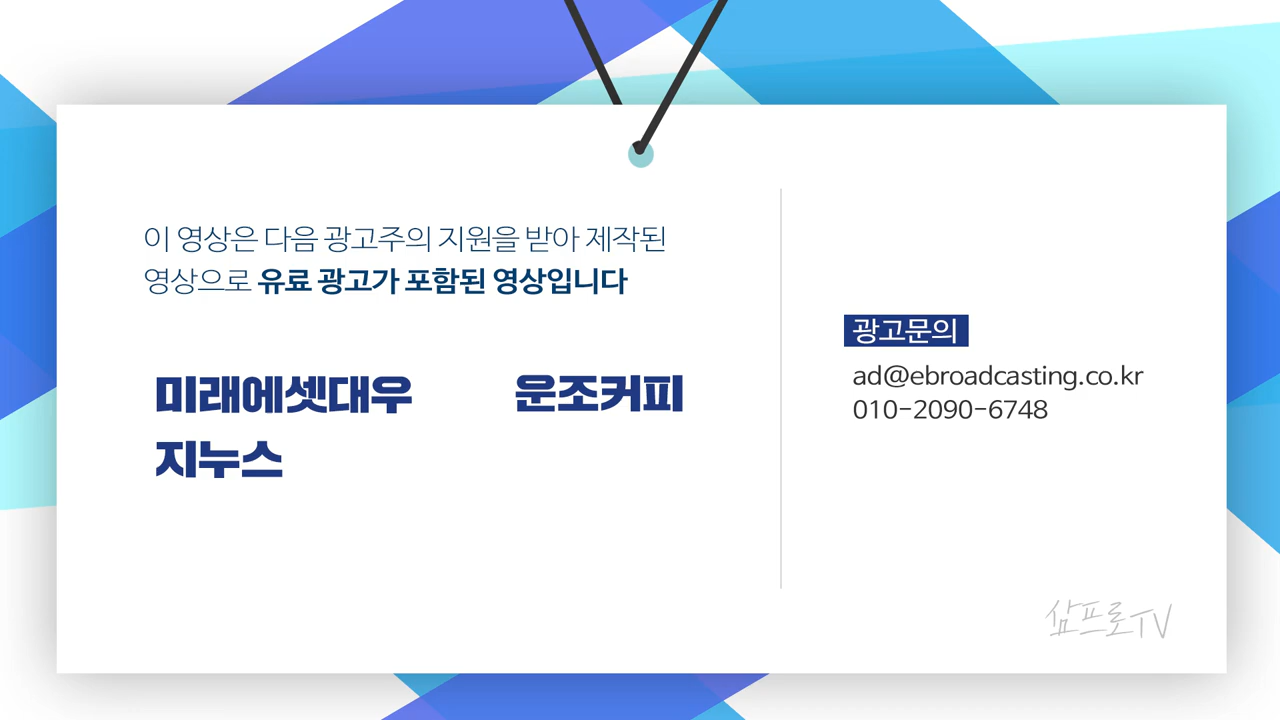 이 영상은 다음 광고주의 지원을 받아 제작된
영상으로 유료 광고가 포함된 영상입니다
미래에셋대우 운조커피
지누스
광고문의
ad@ebroadcasting.co.kr
010-2090-6748
삼프로TV